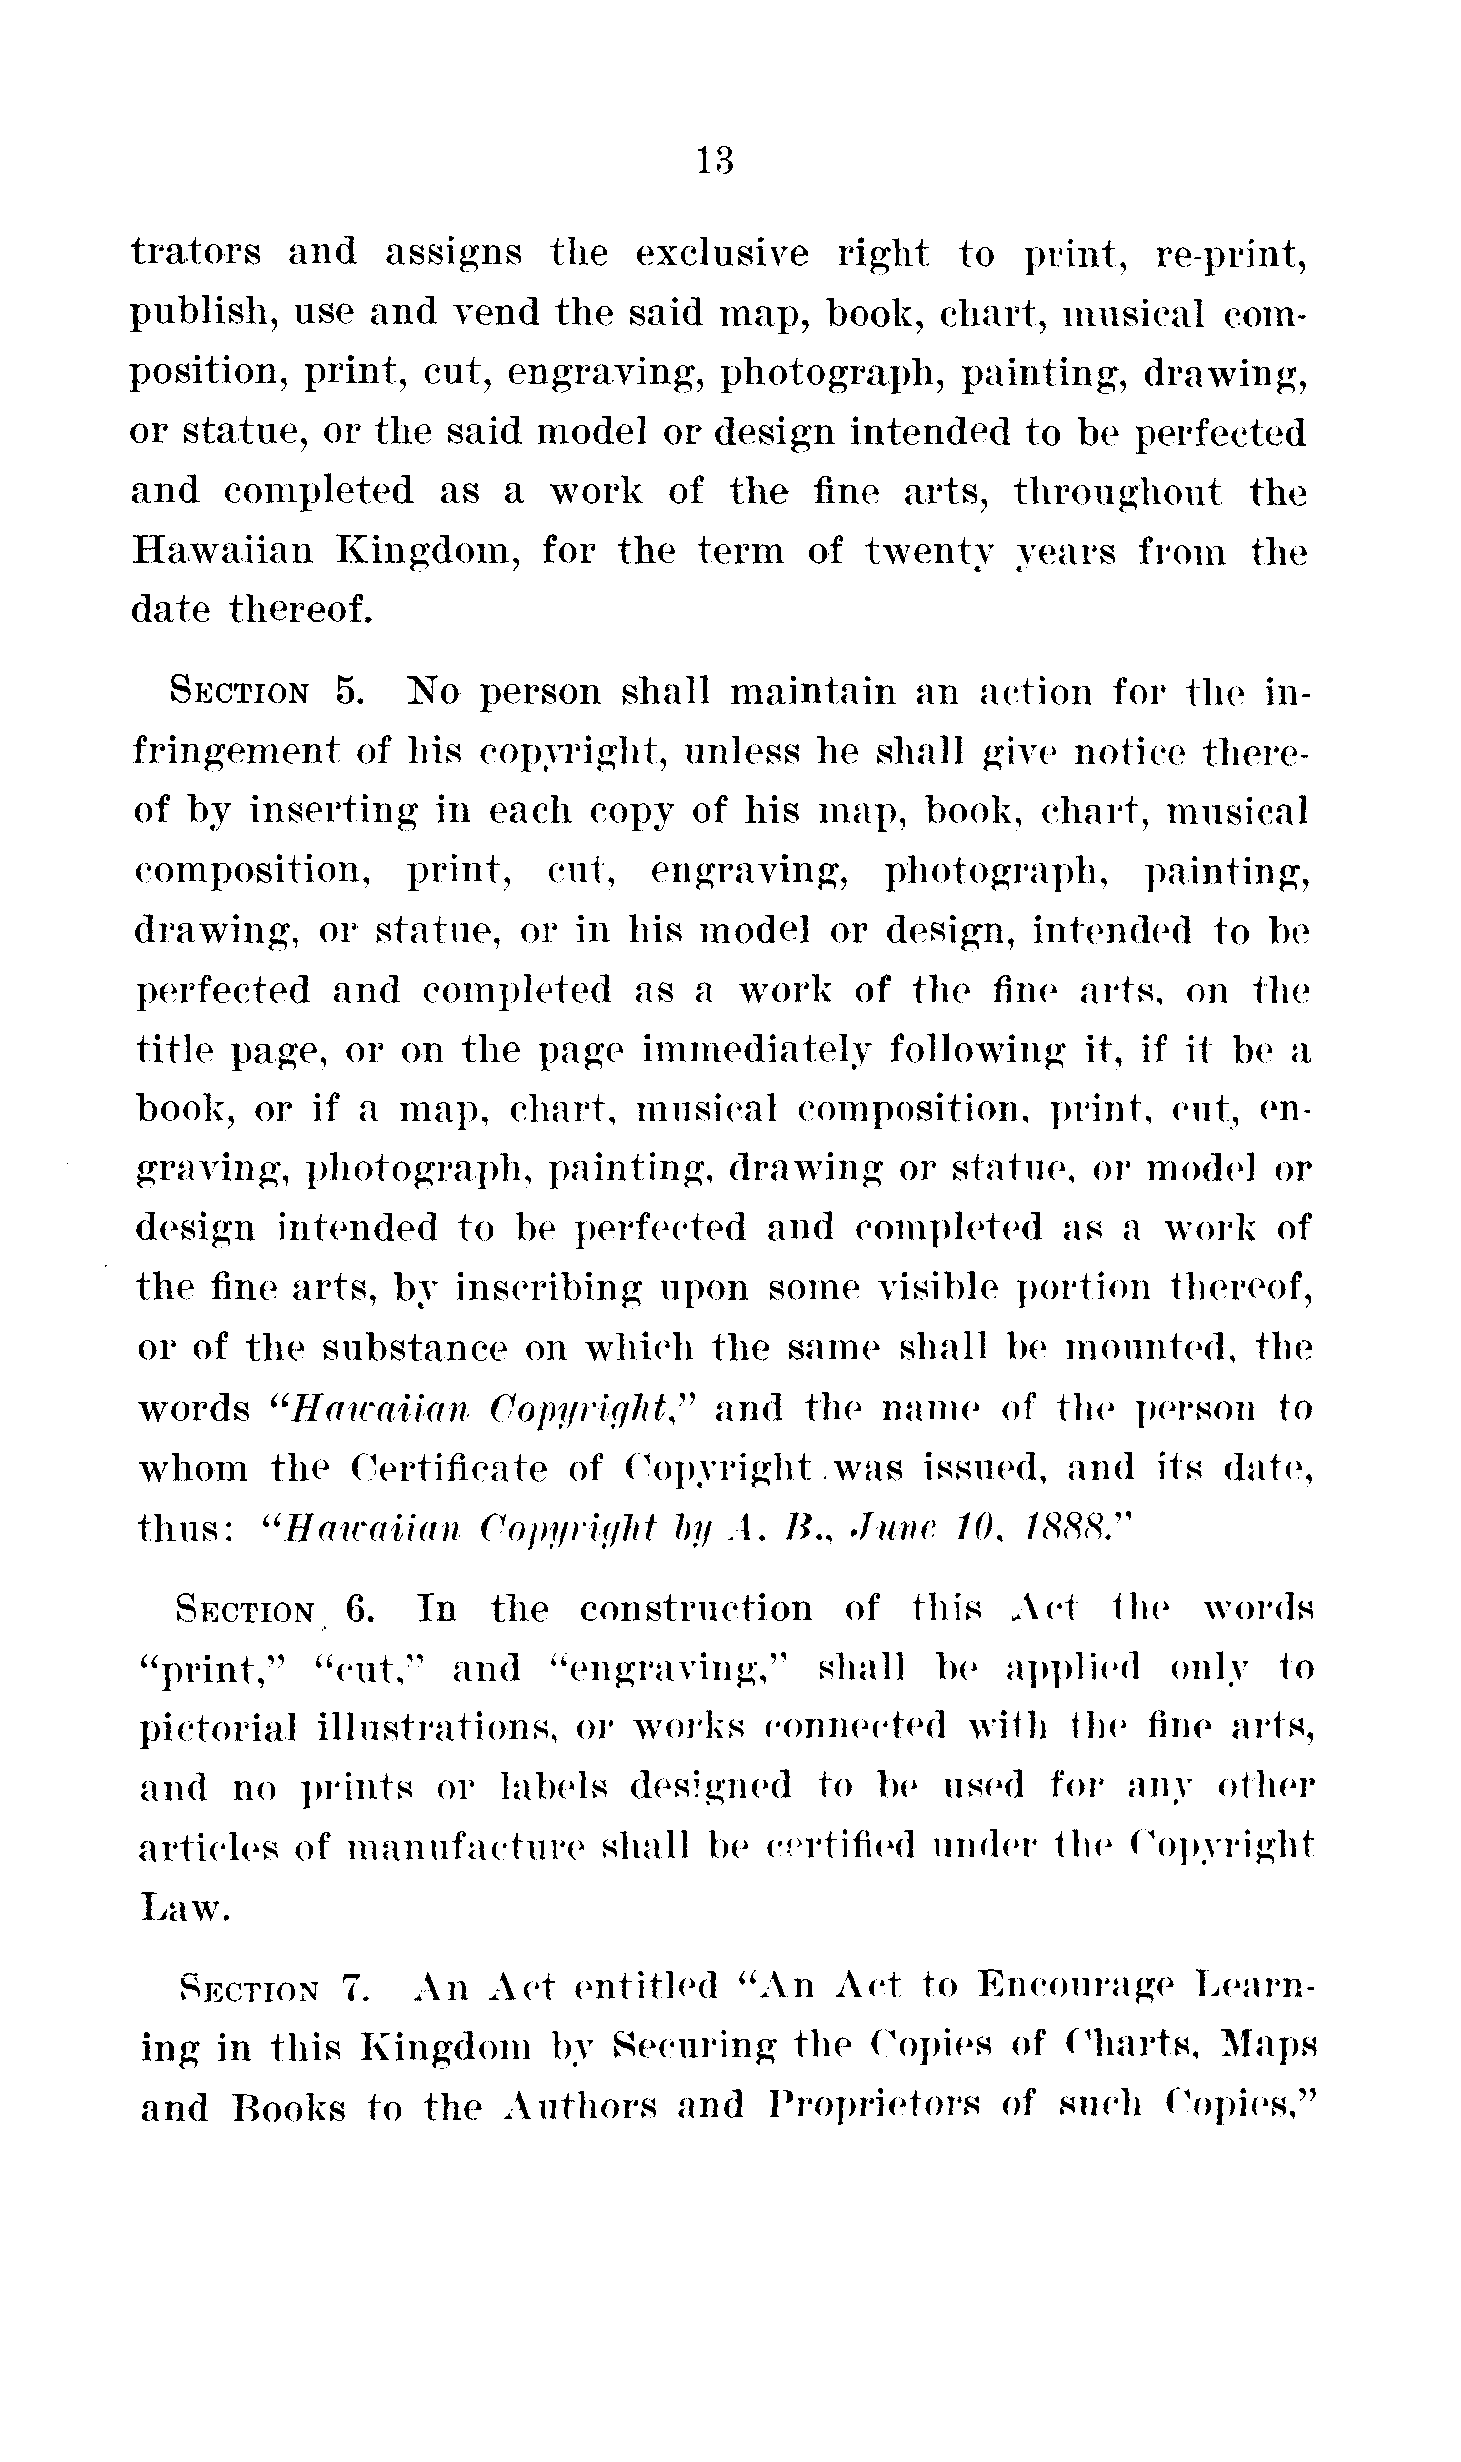 13
trators and assigns the exclusive right to print, re-print,
publish, use and vend the said map, book, chart, musical com-
position, print, cut, engraving, photograph, painting, drawing,
or statue, or the said model or design intended to be perfected
and completed as a work of the fine arts, throughout the
Hawaiian Kingdom, for the term of twenty years from the
date thereof.
SECTION 5. No person shall maintain an action for the in-
fringement of his copyright, unless he shall give notice there-
of by inserting in each copy of his map, book, chart, musical
composition, print, cut, engraving, photograph, painting,
drawing, or statue, or in his model or design, intended to be
perfected and completed as a work of the fine arts, on the
title page, or on the page immediately following it, if it be a
book, or if a map, chart, musical composition, print, cut, en-
graving, photograph, painting, drawing or statue, or model or
design intended to be perfected and completed as a work of
the fine arts, by inscribing upon some visible portion thereof,
or of the substance on which the same shall be mounted, the
words “Hawaiian Copyright,” and the name of the person to
whom the Certificate of Copyright was issued, and its date,
thus: “Hawaiian Copyright by A. B., June 10, 1888.”
SECTION 6. In the construction of this Act the words
“print,” “cut,” and “engraving,” shall be applied only to
pictorial illustrations, or works connected with the fine arts,
and no prints or labels designed to be used for any other
articles of manufacture shall be certified under the Copyright
Law.
SECTION 7. An Act entitled “An Act to Encourage Learn-
ing in this Kingdom by Securing the Copies of Charts, Maps
and Books to the Authors and Proprietors of such Copies,”